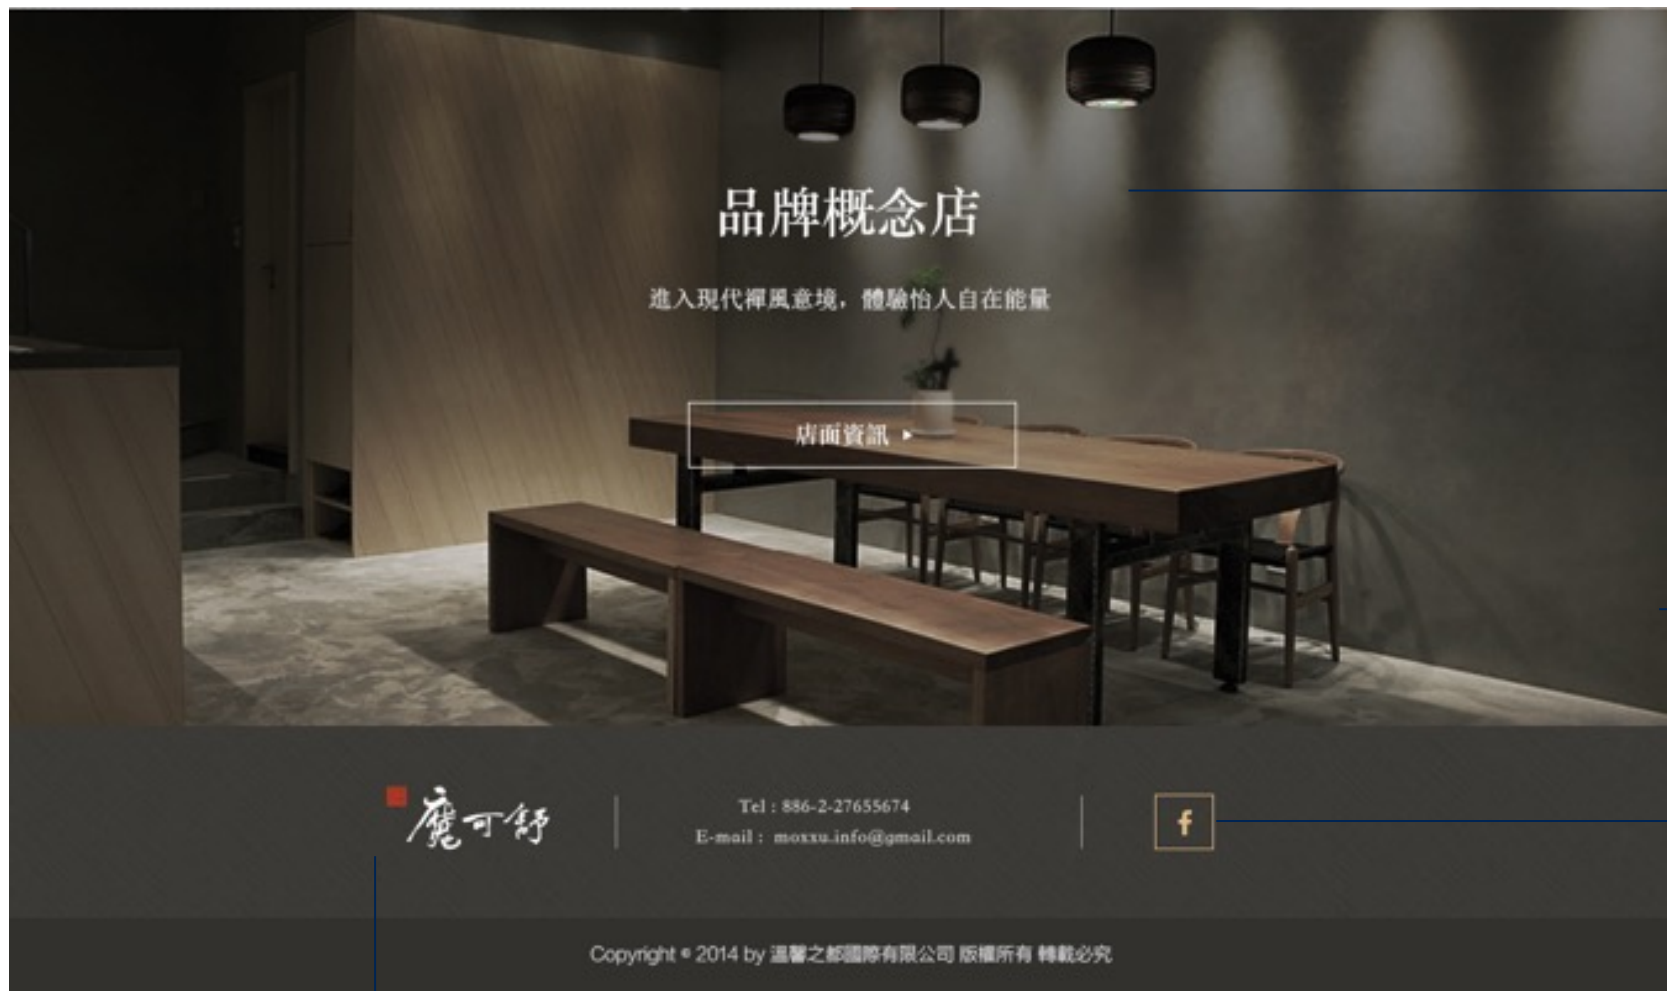 品牌概念店
進入現代禪風意境，體驗怡人自在能量
店面資訊
魔可舒
Tel : 886-2-27655674
E-mail : moxxu.info@gmail.com
Copyright © 2014 by 溫馨之都國際有限公司 版權所有 轉載必究